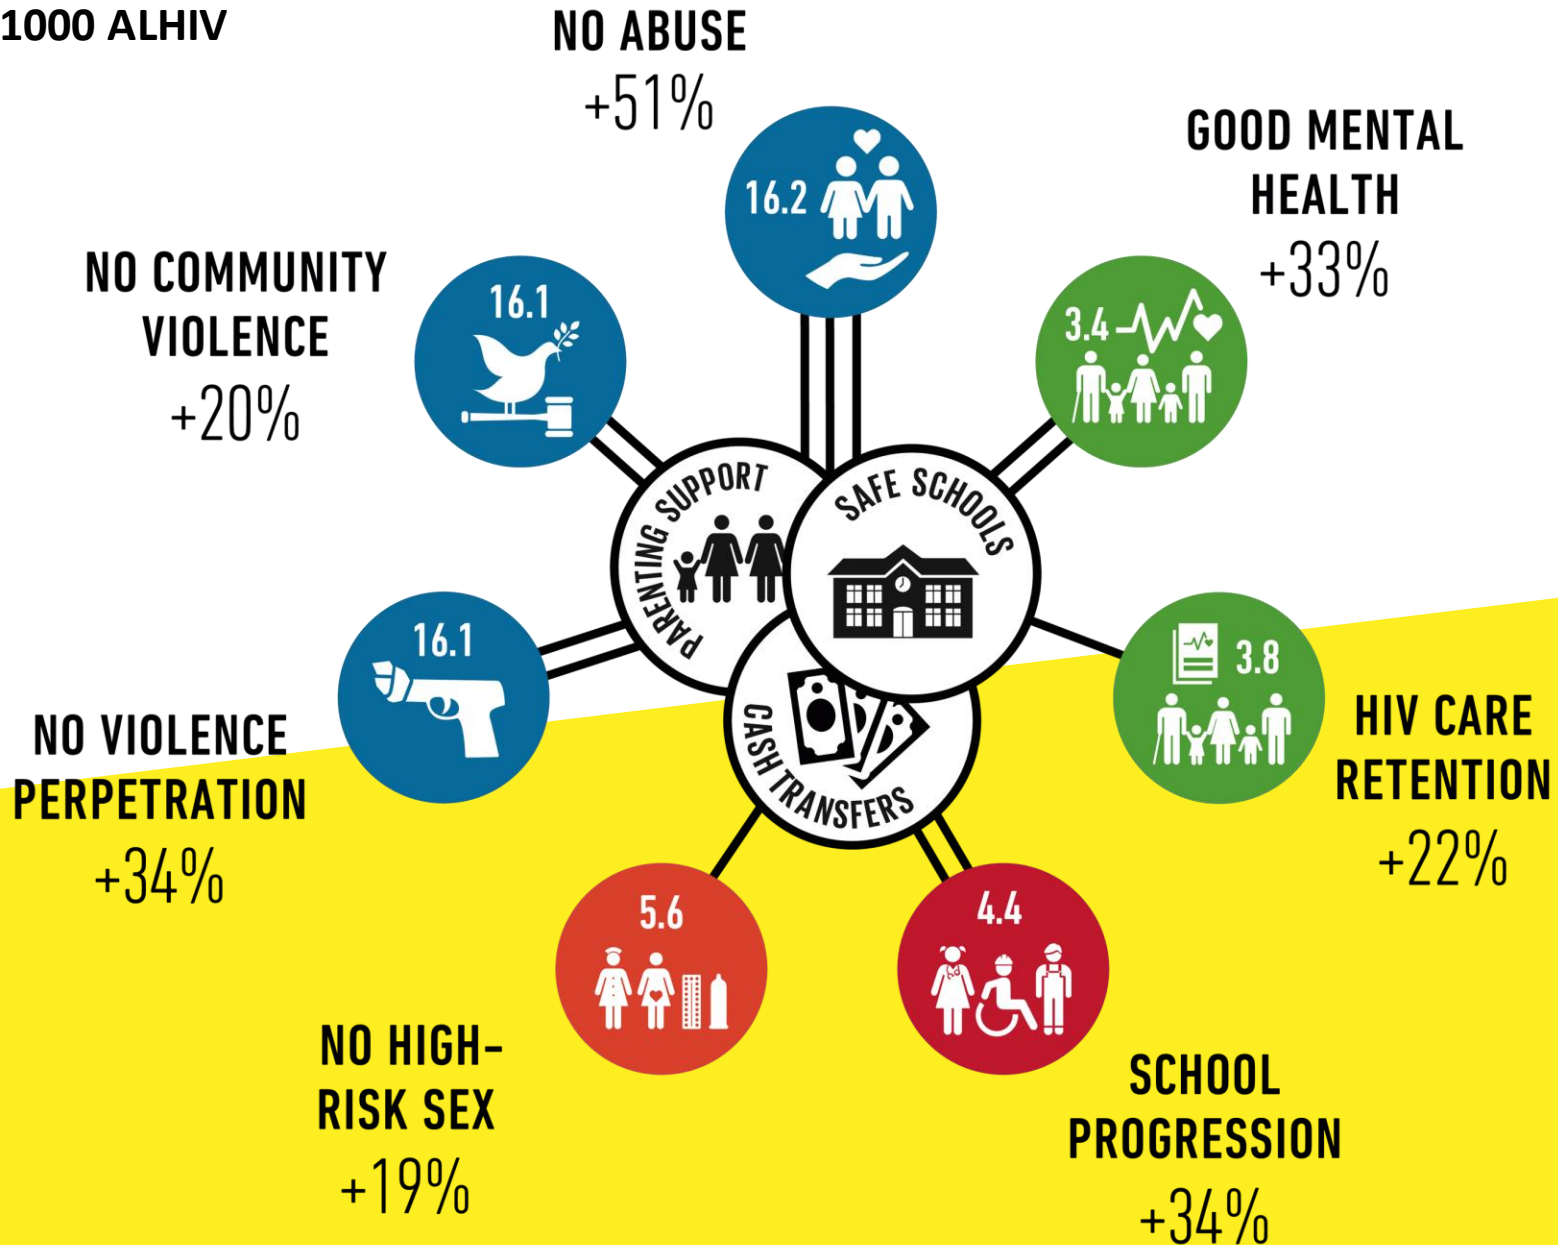 1000 ALHIV
NO ABUSE
+51%
16.2
GOOD MENTAL
HEALTH
+33%
3.4
NO COMMUNITY
VIOLENCE
+20%
16.1
PARENTING SUPPORT
SAFE SCHOOLS
CASH TRANSFERS
16.1
NO VIOLENCE
PERPETRATION
+34%
3.8
HIV CARE
RETENTION
+22%
5.6
NO HIGH-
RISK SEX
+19%
4.4
SCHOOL
PROGRESSION
+34%